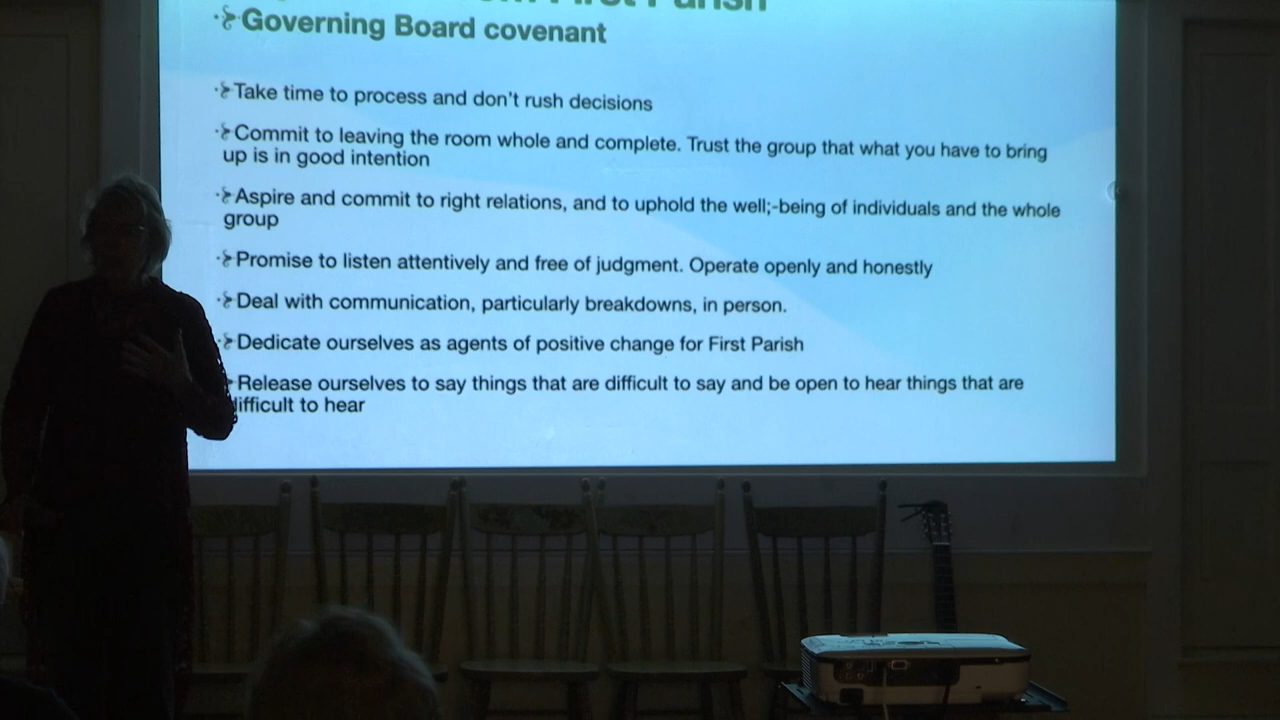 First Parish
Governing Board covenant
Take time to process and don't rush decisions
Commit to leaving the room whole and complete. Trust the group that what you have to bring
up is in good intention
Aspire and commit to right relations, and to uphold the well;-being of individuals and the whole
group
Promise to listen attentively and free of judgment. Operate openly and honestly
Deal with communication, particularly breakdowns, in person.
Dedicate ourselves as agents of positive change for First Parish
Release ourselves to say things that are difficult to say and be open to hear things that are
difficult to hear